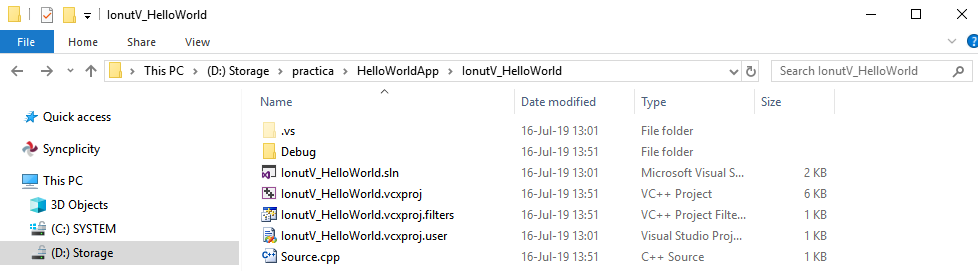 IonutV_HelloWorld
File Home Share View
This PC (D:) Storage practica HelloWorldApp IonutV_HelloWorld Search IonutV_HelloWorld
Name Date modified Type Size
Quick access
Syncplicity
This PC
3D Objects
(C:) SYSTEM
(D:) Storage
.vs 16-Jul-19 13:01 File folder
Debug 16-Jul-19 13:51 File folder
IonutV_HelloWorld.sln 16-Jul-19 13:01 Microsoft Visual S... 2 KB
IonutV_HelloWorld.vcxproj 16-Jul-19 13:51 VC++ Project 6 KB
IonutV_HelloWorld.vcxproj.filters 16-Jul-19 13:51 VC++ Project Filte... 1 KB
IonutV_HelloWorld.vcxproj.user 16-Jul-19 13:01 Visual Studio Proj... 1 KB
Source.cpp 16-Jul-19 13:51 C++ Source 1 KB